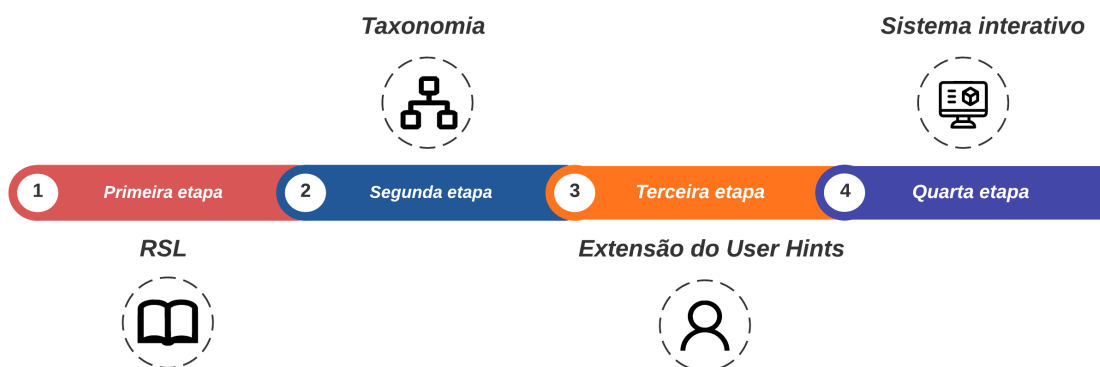 Taxonomia
Sistema interativo
1 Primeira etapa 2 Segunda etapa 3 Terceira etapa 4 Quarta etapa
RSL
Extensão do User Hints